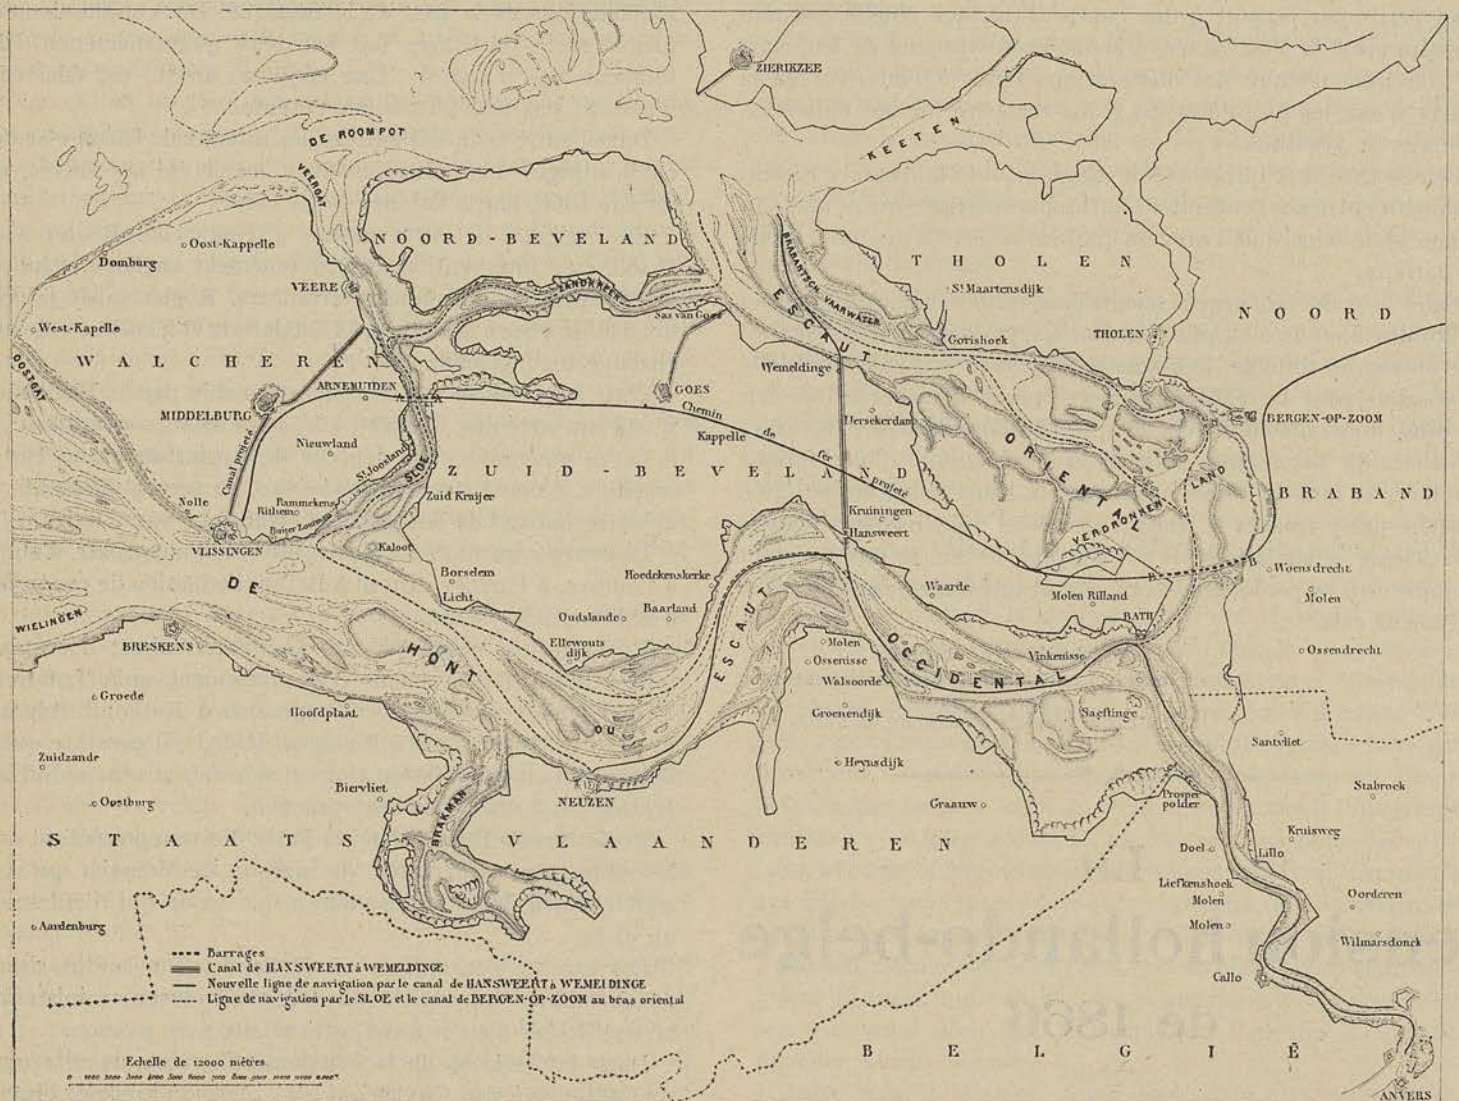 ZIERIKZEE
DE ROOMPOT
KEETEN
VEERGAT
NOORD-BEVELAND
Oost-Kappelle
Domburg
THOLEN
BRABANTSCH VAARWATER
VEERE
ZANDKREEK
St Maartensdijk
ESCAUT
Sas van Goes
NOORD
West-Kapelle
Gorishoek
THOLEN
WALCHEREN
OOSTGAT
Wemeldinge
ARNEMUIDEN
GOES
MIDDELBURG
Chemin de fer projeté
BERGEN-OP-ZOOM
Kappelle
Nieuwland
ORIENTAL
Canal projeté
St Joosland
SLOE
ZUID-BEVELAND
LAND
BRABAND
Zuid Kraijer
Nolle
Rammekens
Rithem
Kruiningen
VERDRONKEN
VLISSINGEN
Kaloot
Hansweert
DE
Borselem
Hoedekenskerke
Woensdrecht
Licht
Waarde
Molen Rilland
Molen
Baarland
Oudslande
WIELINGEN
BATH
BRESKENS
Ellewouts
dijk
Molen
HONT
ESCAUT
OCCIDENTAL
Vinkenisse
Ossendrecht
Ossenisse
Walsoorde
Groede
Hoofdplaat
Groenendijk
Saeftinge
OU
Santvliet
Zuidzande
Heynsdijk
Biervliet
Stabroek
Oostburg
NEUZEN
Graauw
Prosper
polder
BRAKMAN
Kruisweg
STAATS VLAANDEREN
Doel
Lillo
Liefkenshoek
Molen
Oorderen
Aardenburg
Molen
Wilmarsdonck
Barrages
Canal de HANSWEERT à WEMELDINGE
Nouvelle ligne de navigation par le canal de HANSWEERT à WEMELDINGE
Ligne de navigation par le SLOE et le canal de BERGEN-OP-ZOOM au bras oriental
Callo
BELGIË
Echelle de 12000 mètres
ANVERS